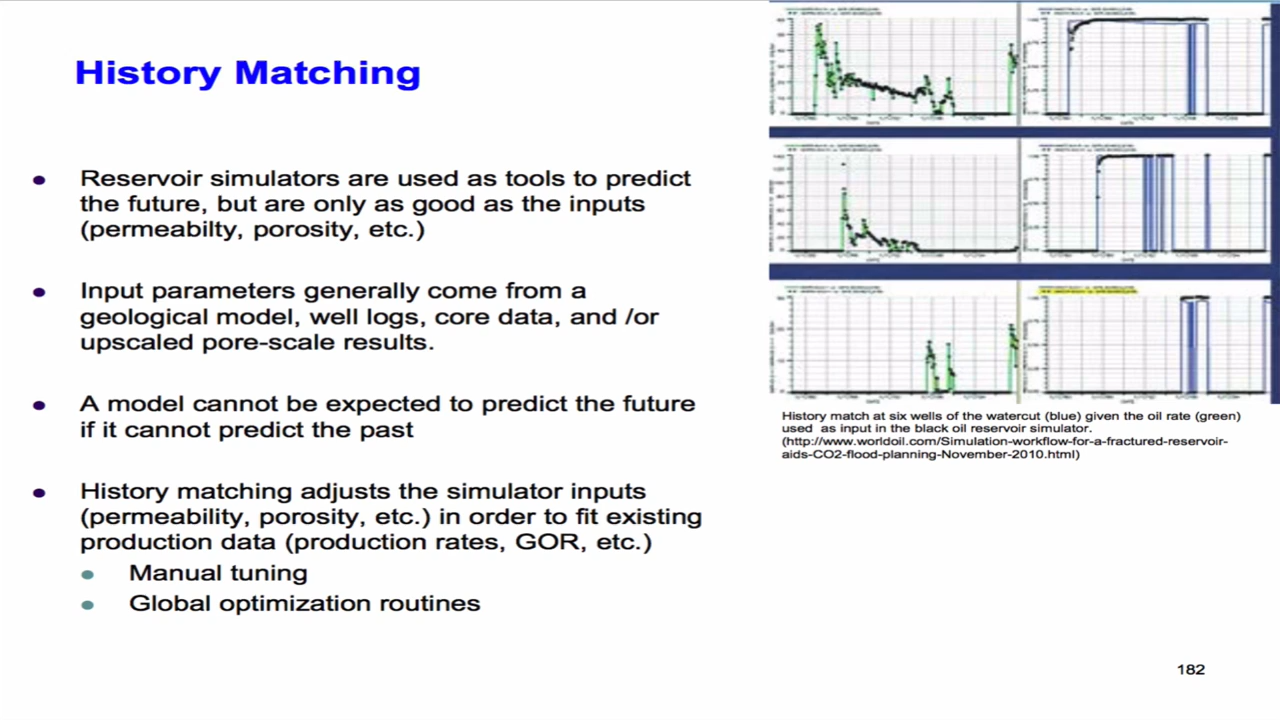 History Matching
Reservoir simulators are used as tools to predict
the future, but are only as good as the inputs
(permeabilty, porosity, etc.)
Input parameters generally come from a
geological model, well logs, core data, and /or
upscaled pore-scale results.
A model cannot be expected to predict the future
if it cannot predict the past
History matching adjusts the simulator inputs
(permeability, porosity, etc.) in order to fit existing
production data (production rates, GOR, etc.)
Manual tuning
Global optimization routines
History match at six wells of the watercut (blue) given the oil rate (green)
used as input in the black oil reservoir simulator.
(http://www.worldoil.com/Simulation-workflow-for-a-fractured-reservoir-
aids-CO2-flood-planning-November-2010.html)
182